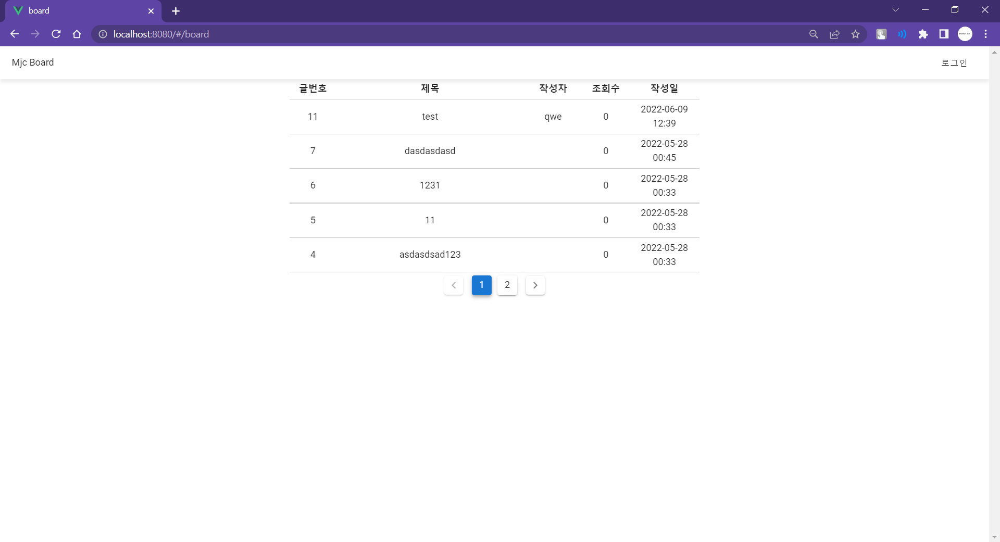 board
localhost:8080/#/board
Mjc Board
로그인
글번호 제목 작성자 조회수 작성일
11 test qwe 0 2022-06-09
12:39
7 dasdasdasd 0 2022-05-28
00:45
6 1231 0 2022-05-28
00:33
5 11 0 2022-05-28
00:33
4 asdasdsad123 0 2022-05-28
00:33
1 2